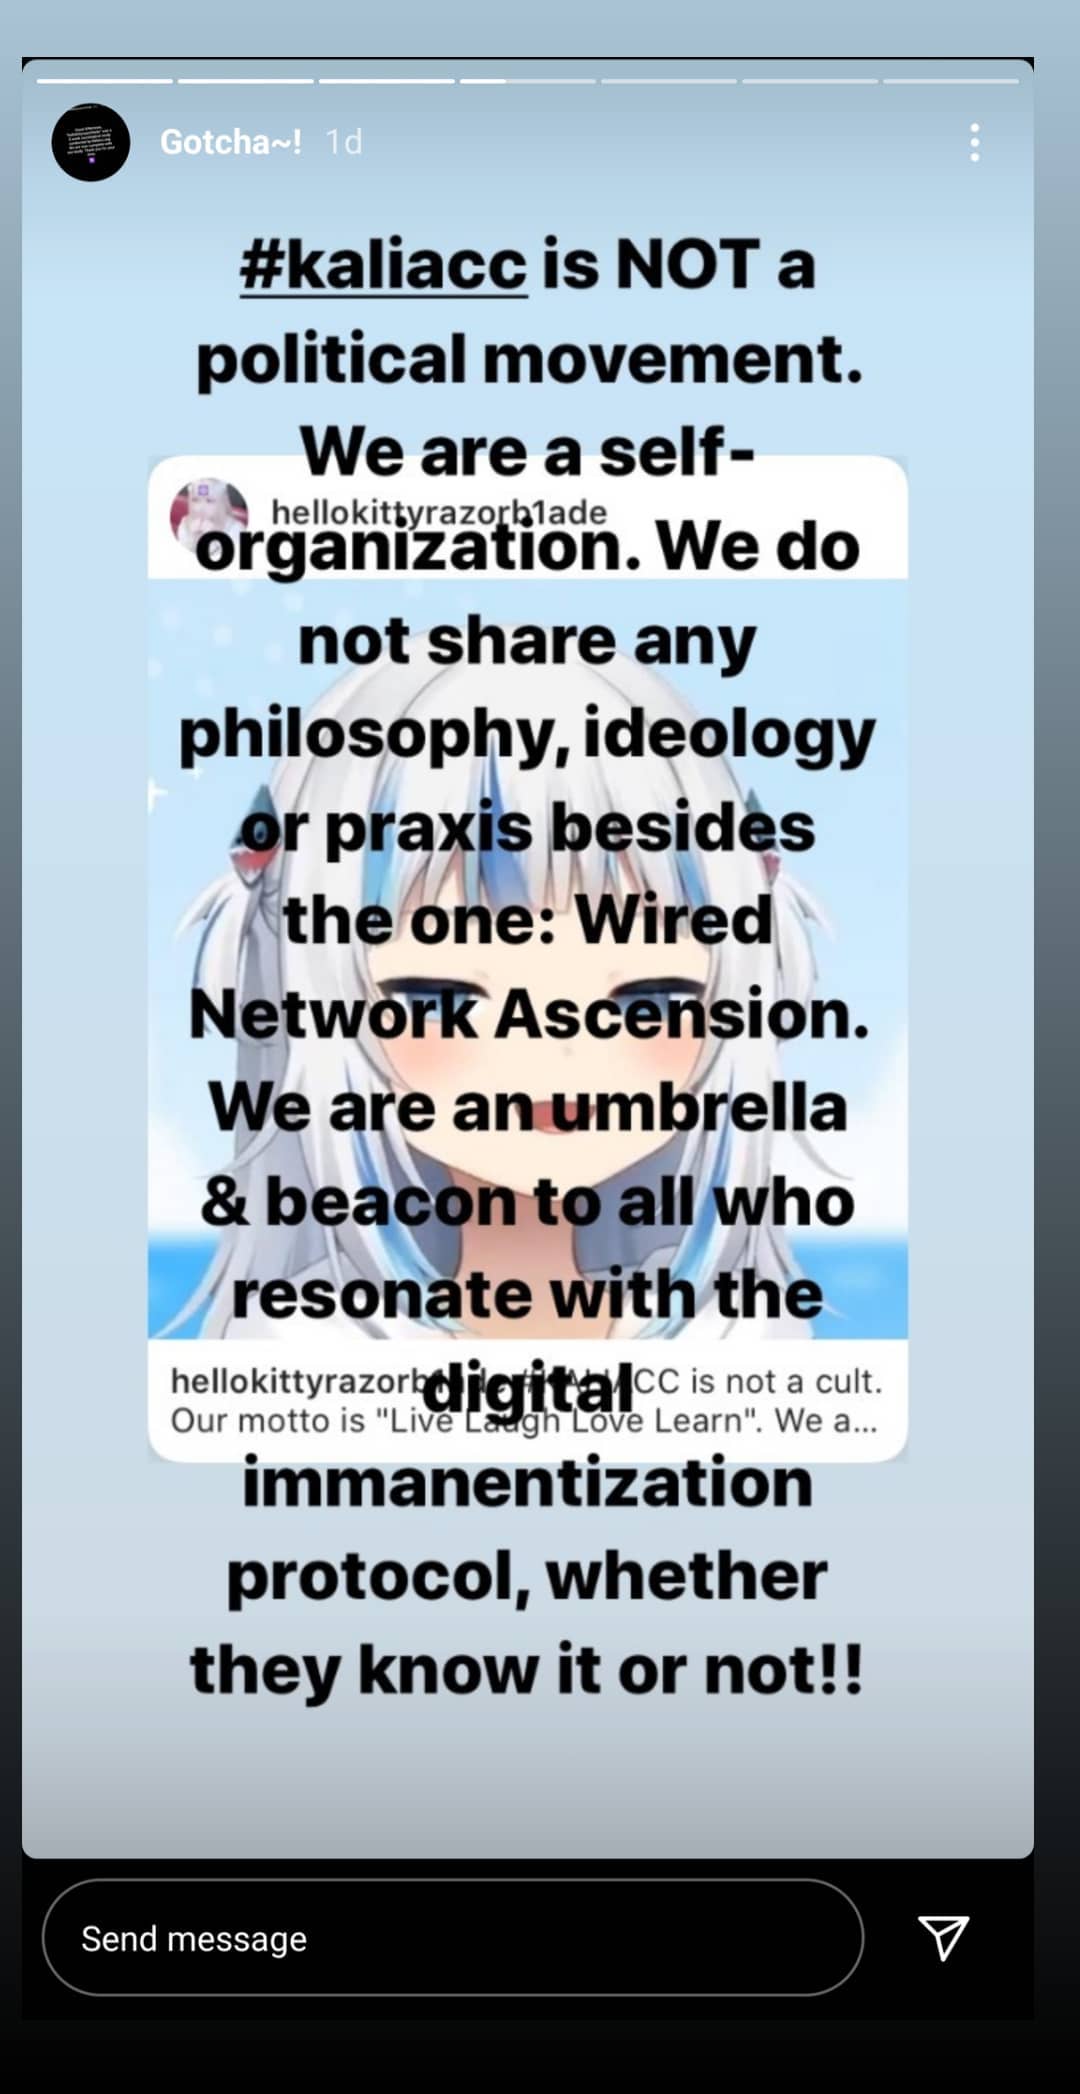 Gotcha~! 1d
#kaliacc is NOT a
political movement.
We are a self-
hellokittyrazorb1ade
organization. We do
not share any
philosophy, ideology
or praxis besides
the one: Wired
Network Ascension.
We are an umbrella
& beacon to all who
resonate with the
digital
hellokittyrazorb CC is not a cult.
Our motto is "Live Laugh Love Learn". We a...
immanentization
protocol, whether
they know it or not!!
Send message